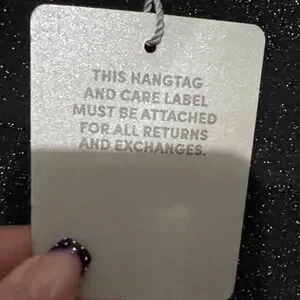 THIS HANGTAG
AND CARE LABEL
MUST BE ATTACHED
FOR ALL RETURNS
AND EXCHANGES.